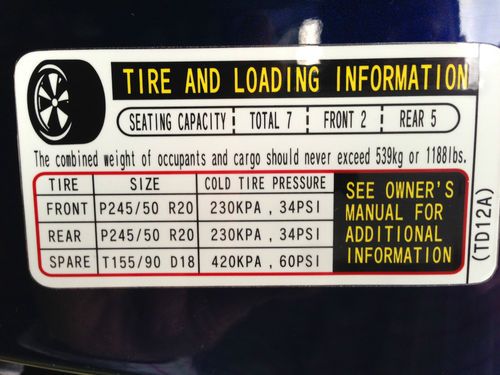 TIRE AND LOADING INFORMATION
SEATING CAPACITY TOTAL 7 FRONT 2 REAR 5
The combined weight of occupants and cargo should never exceed 539kg or 1188lbs.
TIRE SIZE COLD TIRE PRESSURE
FRONT P245/50 R20 230KPA , 34PSI
REAR P245/50 R20 230KPA , 34PSI
SPARE T155/90 D18 420KPA , 60PSI
SEE OWNER'S
MANUAL FOR
ADDITIONAL
INFORMATION
(TD12A)